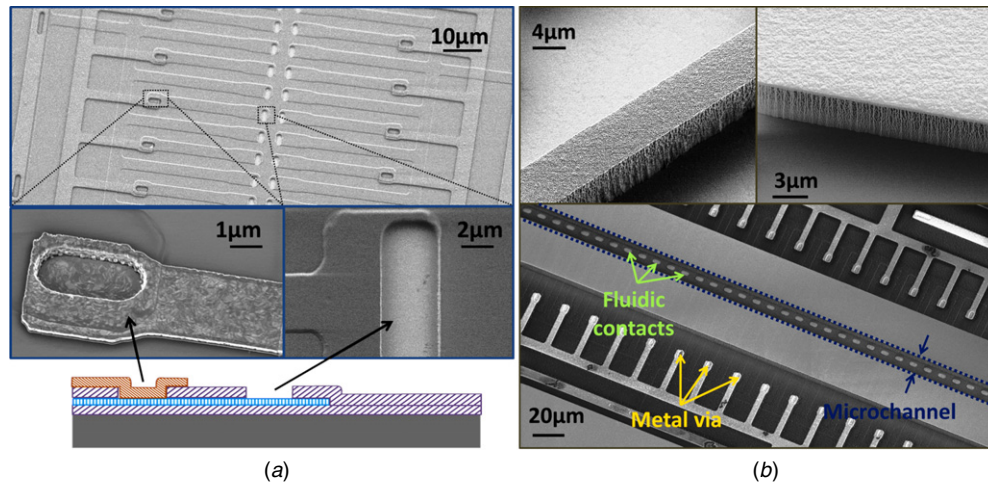 10μm
1μm
2μm
(a)
4μm
3μm
Fluidic
contacts
Metal via
Microchannel
20μm
(b)